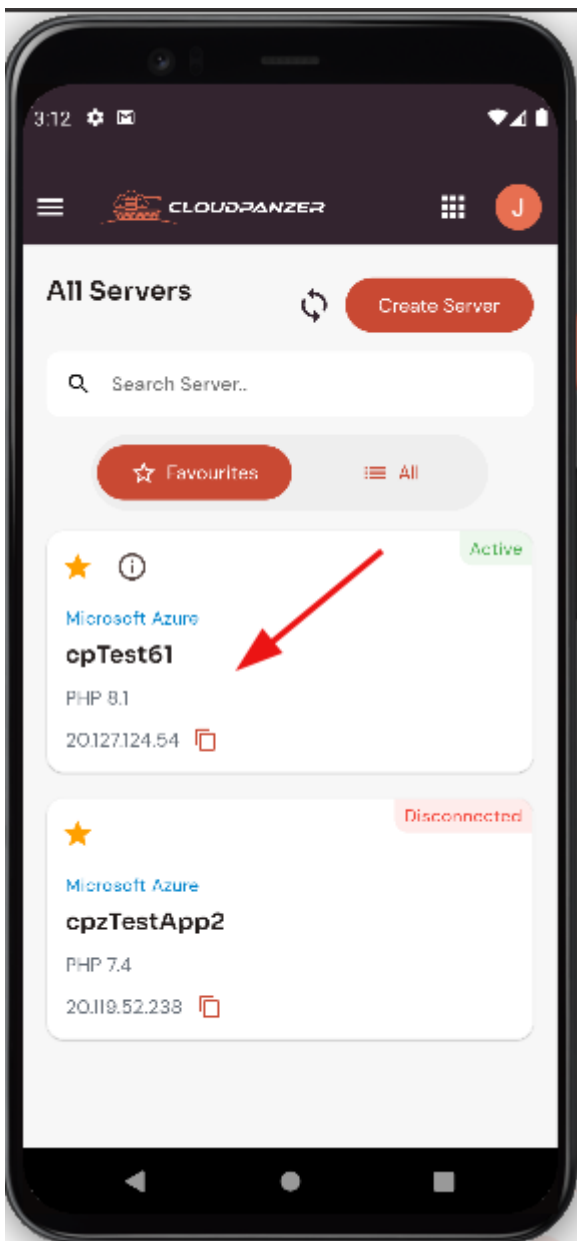 3:12
CLOUDPANZER
J
All Servers
Create Server
Search Server..
Favourites
All
Active
Microsoft Azure
cpTest61
PHP 8.1
20.127.124.54
Disconnected
Microsoft Azure
cpzTestApp2
PHP 7.4
20.119.52.238